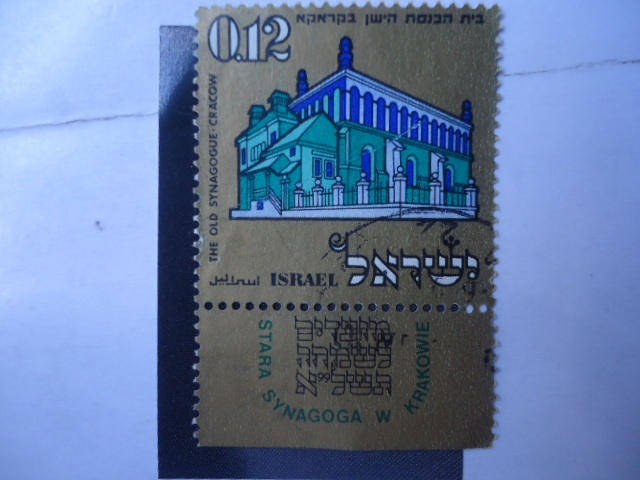 בית הכנסת הישן בקראקא
0.12
THE OLD SYNAGOGUE·CRACOW
ישראל
ISRAEL
اسرائيل
STARA SYNAGOGA W KRAKOWIE